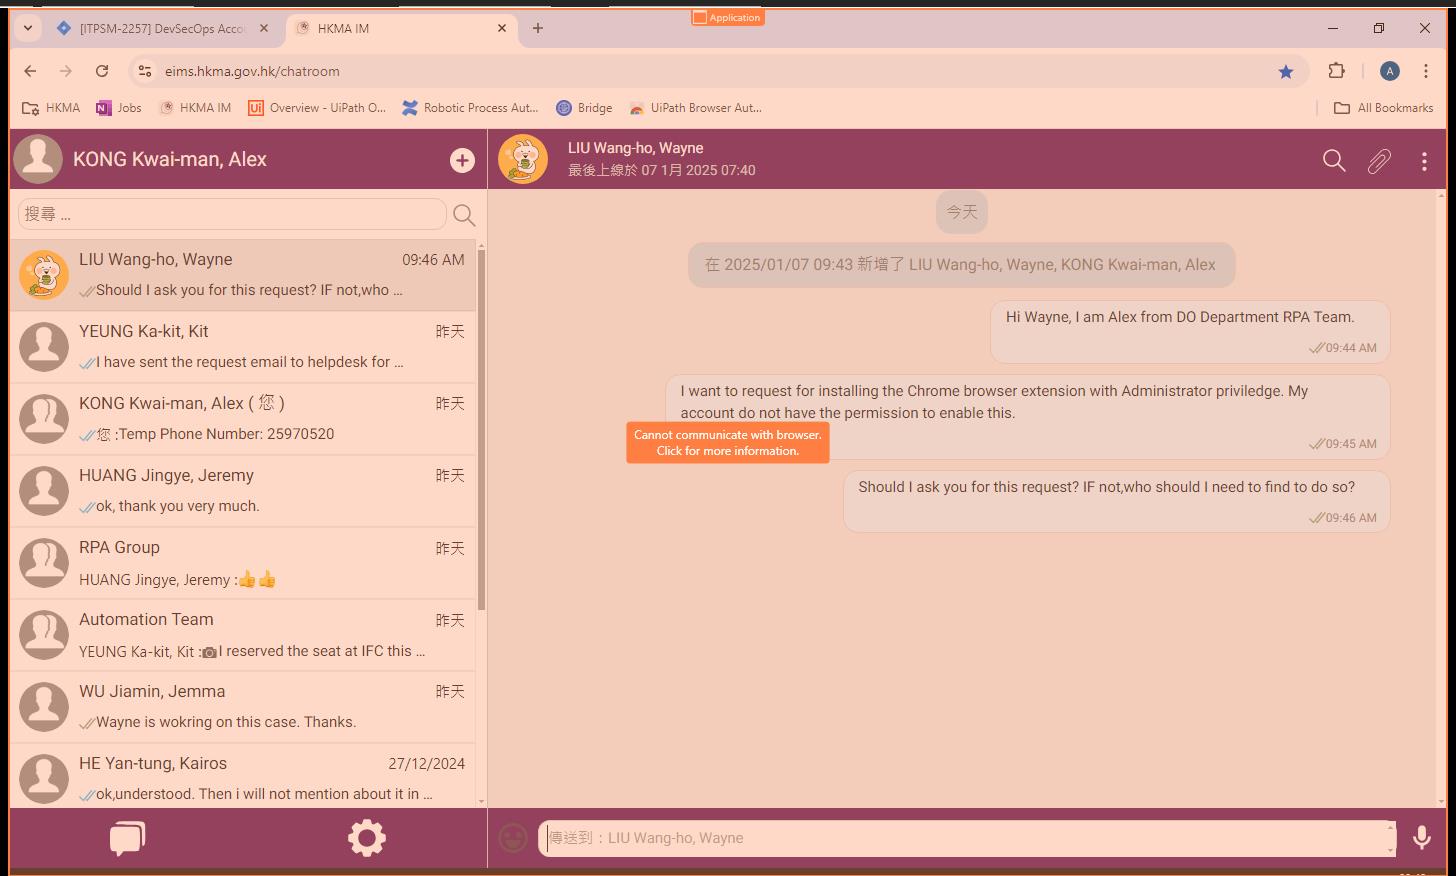 Application
[ITPSM-2257] DevSecOps Acco
HKMA IM
eims.hkma.gov.hk/chatroom
A
HKMA
Jobs
HKMA IM
Overview - UiPath O...
Robotic Process Aut...
Bridge
UiPath Browser Aut...
All Bookmarks
KONG Kwai-man, Alex
搜尋 ...
LIU Wang-ho, Wayne 09:46 AM
Should I ask you for this request? IF not,who ...
YEUNG Ka-kit, Kit 昨天
I have sent the request email to helpdesk for ...
KONG Kwai-man, Alex ( 您 ) 昨天
您 :Temp Phone Number: 25970520
HUANG Jingye, Jeremy 昨天
ok, thank you very much.
RPA Group 昨天
HUANG Jingye, Jeremy :👍👍
Automation Team 昨天
YEUNG Ka-kit, Kit :📷I reserved the seat at IFC this ...
WU Jiamin, Jemma 昨天
Wayne is wokring on this case. Thanks.
HE Yan-tung, Kairos 27/12/2024
ok,understood. Then i will not mention about it in ...
LIU Wang-ho, Wayne
最後上線於 07 1月 2025 07:40
今天
在 2025/01/07 09:43 新增了 LIU Wang-ho, Wayne, KONG Kwai-man, Alex
Hi Wayne, I am Alex from DO Department RPA Team.
09:44 AM
I want to request for installing the Chrome browser extension with Administrator priviledge. My
account do not have the permission to enable this.
09:45 AM
Cannot communicate with browser.
Click for more information.
Should I ask you for this request? IF not,who should I need to find to do so?
09:46 AM
傳送到：LIU Wang-ho, Wayne